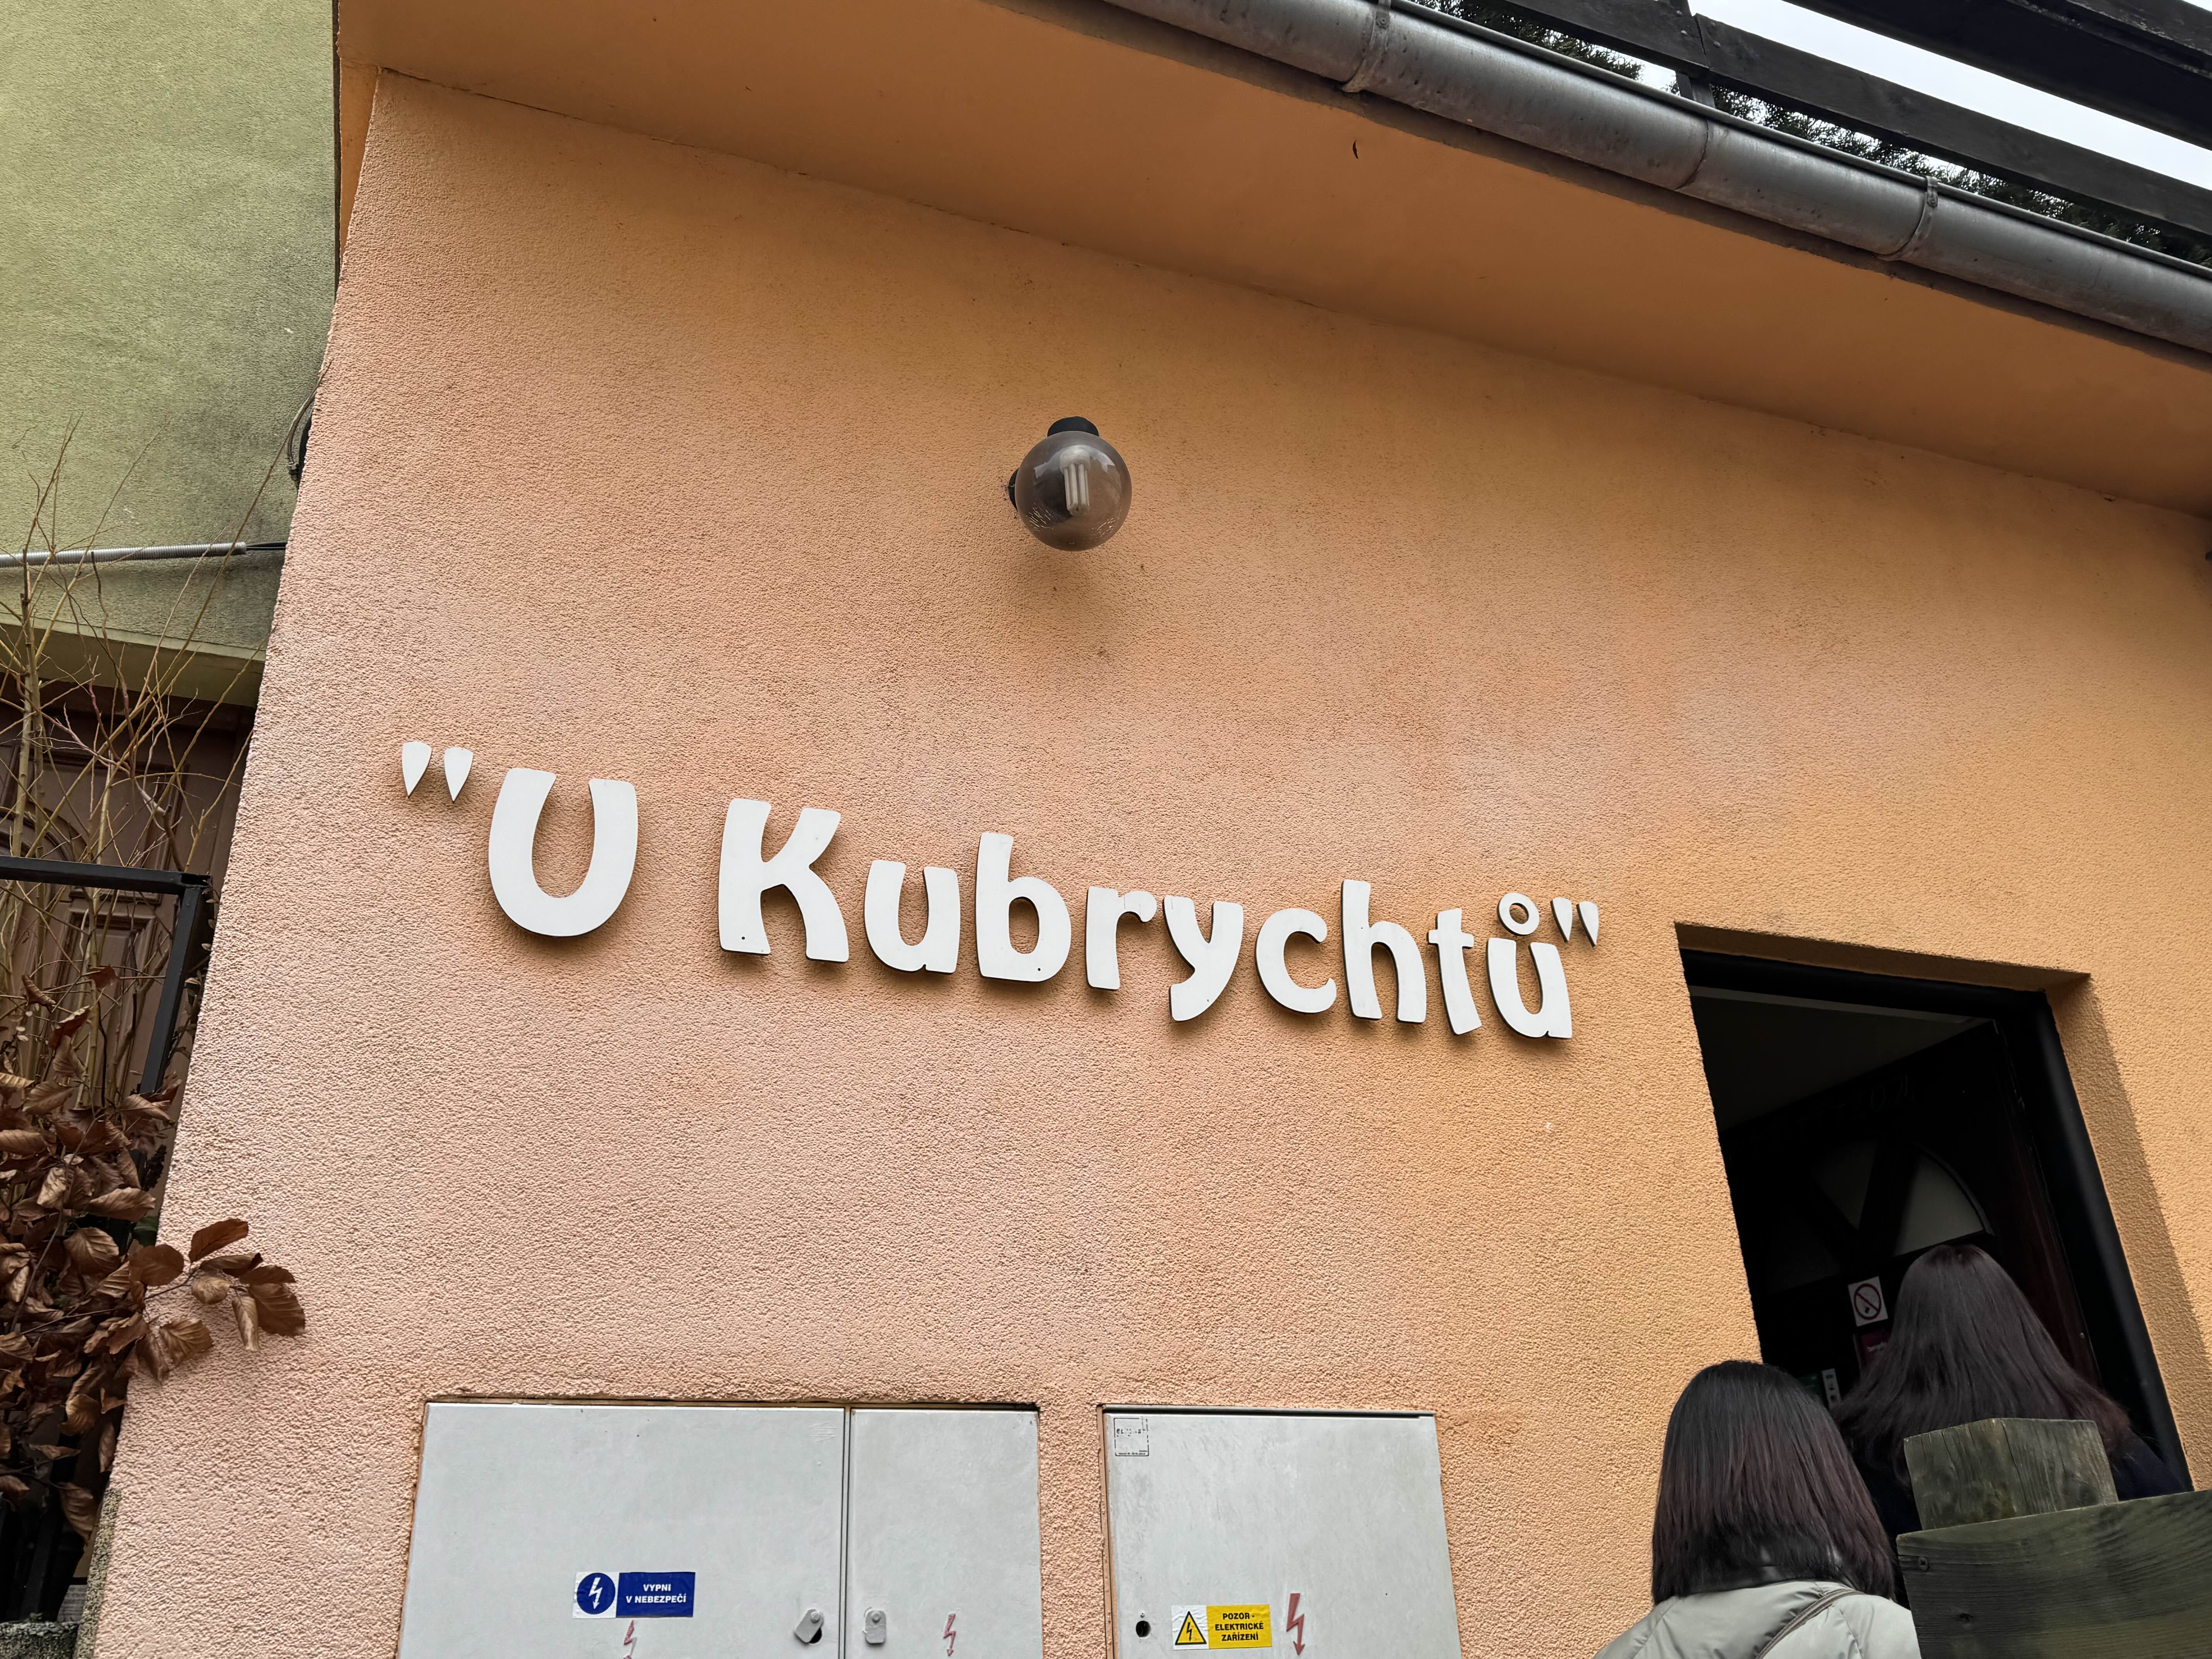 "U Kubrychtů"
VYPNI
V NEBEZPEČÍ
POZOR -
ELEKTRICKÉ
ZAŘÍZENÍ